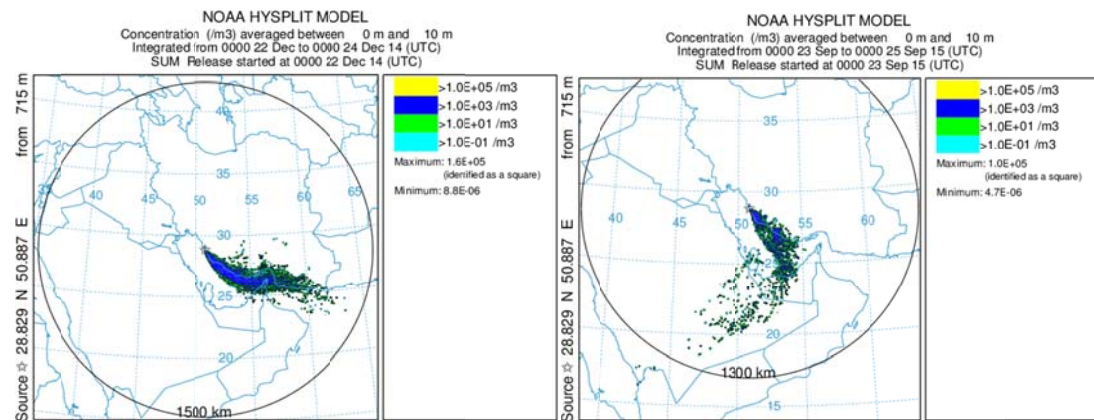 NOAA HYSPLIT MODEL
Concentration (/m3) averaged between 0 m and 10 m
Integrated from 0000 22 Dec to 0000 24 Dec 14 (UTC)
SUM Release started at 0000 22 Dec 14 (UTC)
Source ☆ 28.829 N 50.887 E from 715 m
>1.0E+05 /m3
>1.0E+03 /m3
>1.0E+01 /m3
>1.0E-01 /m3
Maximum: 1.6E+05
(identified as a square)
Minimum: 8.8E-06
40
35
35
40
45
50
55
60
65
30
25
20
1500 km
NOAA HYSPLIT MODEL
Concentration (/m3) averaged between 0 m and 10 m
Integrated from 0000 23 Sep to 0000 25 Sep 15 (UTC)
SUM Release started at 0000 23 Sep 15 (UTC)
Source ☆ 28.829 N 50.887 E from 715 m
>1.0E+05 /m3
>1.0E+03 /m3
>1.0E+01 /m3
>1.0E-01 /m3
Maximum: 1.0E+05
(identified as a square)
Minimum: 4.7E-06
35
30
40
45
50
55
60
25
20
15
1300 km